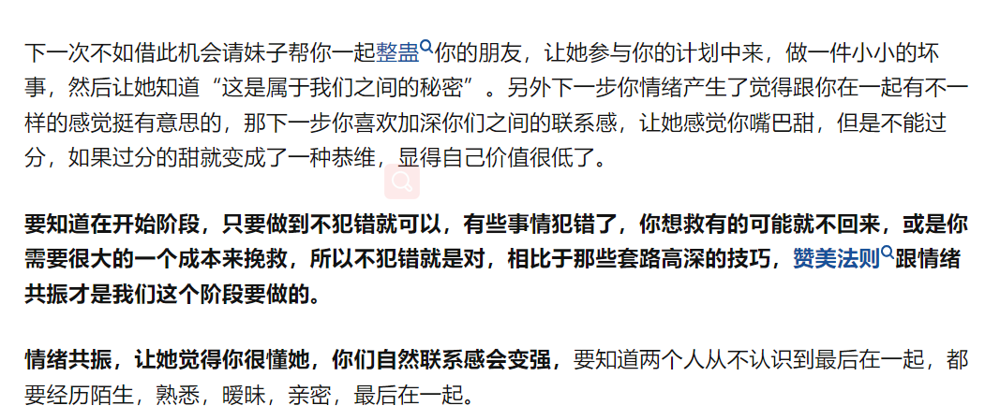 下一次不如借此机会请妹子帮你一起整蛊你的朋友，让她参与你的计划中来，做一件小小的坏
事，然后让她知道“这是属于我们之间的秘密”。另外下一步你情绪产生了觉得跟你在一起有不一
样的感觉挺有意思的，那下一步你喜欢加深你们之间的联系感，让她感觉你嘴巴甜，但是不能过
分，如果过分的甜就变成了一种恭维，显得自己价值很低了。
要知道在开始阶段，只要做到不犯错就可以，有些事情犯错了，你想救有的可能就不回来，或是你
需要很大的一个成本来挽救，所以不犯错就是对，相比于那些套路高深的技巧，赞美法则跟情绪
共振才是我们这个阶段要做的。
情绪共振，让她觉得你很懂她，你们自然联系感会变强，要知道两个人从不认识到最后在一起，都
要经历陌生，熟悉，暧昧，亲密，最后在一起。